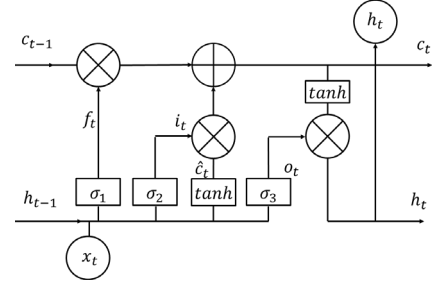 h_t
c_{t-1}
c_t
tanh
f_t
i_t
ĉ_t
o_t
σ_1
σ_2
tanh
σ_3
h_{t-1}
h_t
x_t